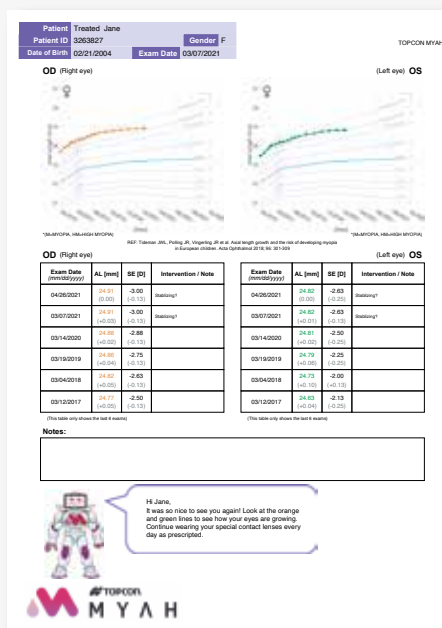 Patient Treated Jane
Patient ID 3263827 Gender F
Date of Birth 02/21/2004 Exam Date 03/07/2021
TOPCON MYAH
OD (Right eye) (Left eye) OS
*(M=MYOPIA, HM=HIGH MYOPIA) *(M=MYOPIA, HM=HIGH MYOPIA)
REF: Tideman JWL, Polling JR, Vingerling JR et al. Axial length growth and the risk of developing myopia
in European children. Acta Ophthalmol 2018; 96: 301-309
OD (Right eye) (Left eye) OS
Exam Date (mm/dd/yyyy) AL [mm] SE [D] Intervention / Note
04/26/2021 24.91 (0.00) -3.00 (-0.13) Stabilizing?
03/07/2021 24.91 (+0.03) -3.00 (-0.13) Stabilizing?
03/14/2020 24.88 (+0.02) -2.88 (-0.13)
03/19/2019 24.86 (+0.04) -2.75 (-0.13)
03/04/2018 24.82 (+0.05) -2.63 (-0.13)
03/12/2017 24.77 (+0.05) -2.50 (-0.13)
(This table only shows the last 6 exams)
Exam Date (mm/dd/yyyy) AL [mm] SE [D] Intervention / Note
04/26/2021 24.82 (0.00) -2.63 (-0.25) Stabilizing?
03/07/2021 24.82 (+0.01) -2.63 (-0.13) Stabilizing?
03/14/2020 24.81 (+0.02) -2.50 (-0.25)
03/19/2019 24.79 (+0.06) -2.25 (-0.25)
03/04/2018 24.73 (+0.10) -2.00 (+0.13)
03/12/2017 24.63 (+0.04) -2.13 (-0.25)
(This table only shows the last 6 exams)
Notes:
Hi Jane,
It was so nice to see you again! Look at the orange
and green lines to see how your eyes are growing.
Continue wearing your special contact lenses every
day as prescripted.
TOPCON
MYAH